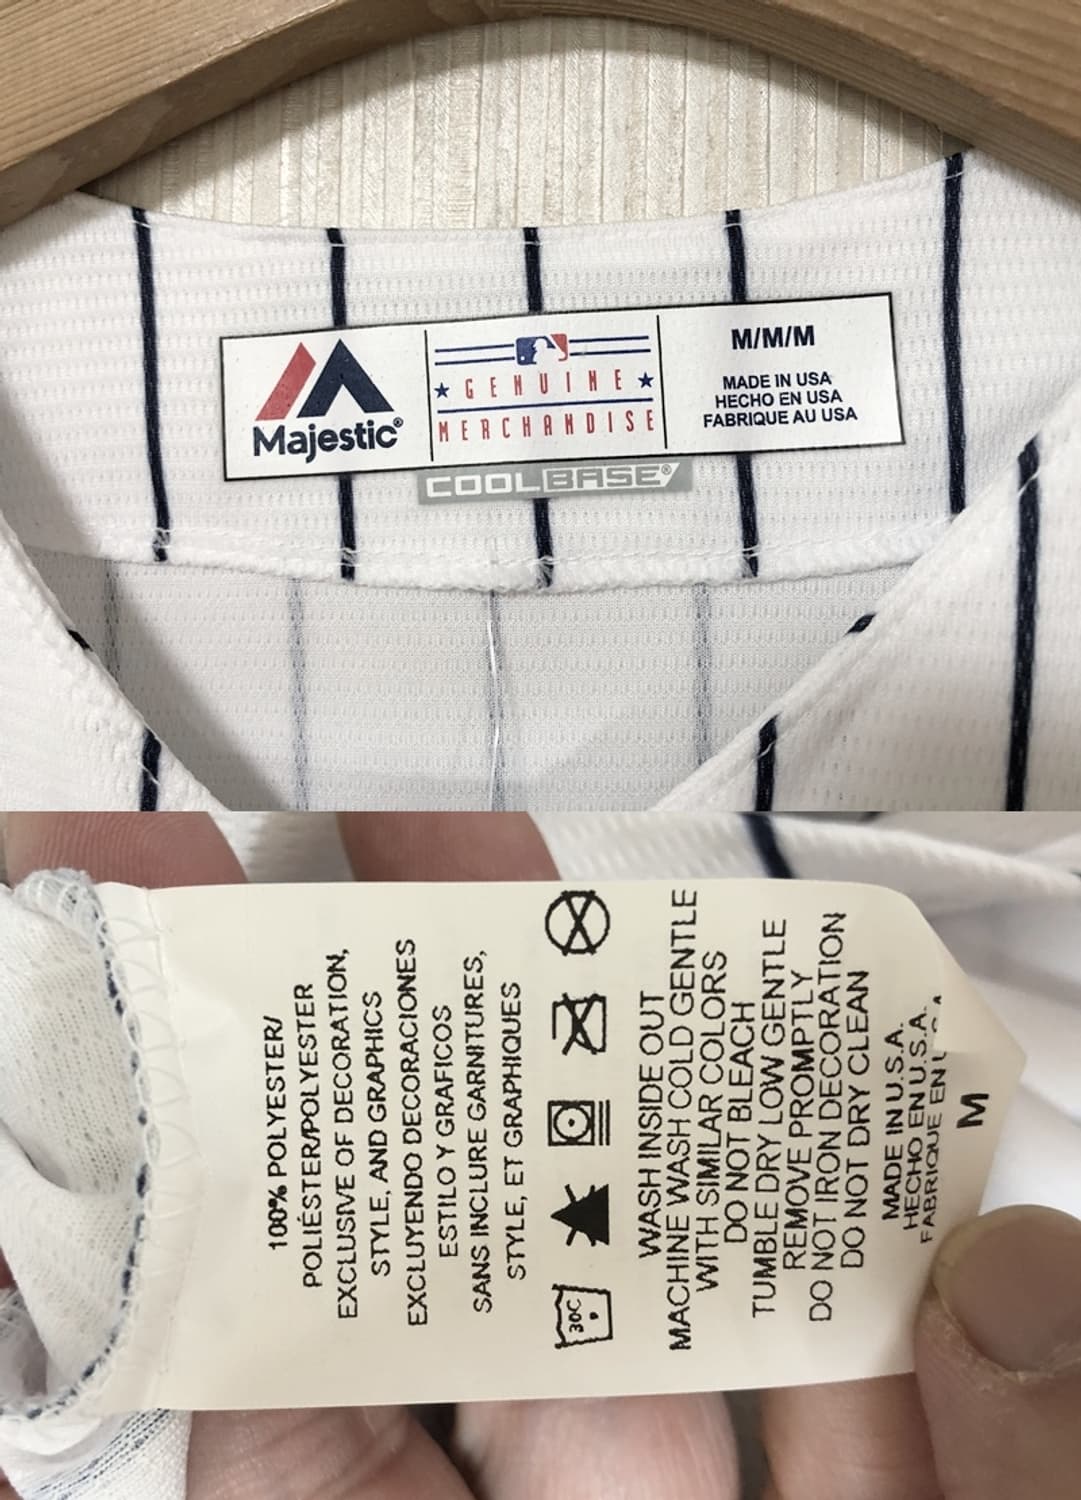 Majestic®
GENUINE
MERCHANDISE
M/M/M
MADE IN USA
HECHO EN USA
FABRIQUE AU USA
COOLBASE®
100% POLYESTER/
POLIÉSTER/POLYESTER
EXCLUSIVE OF DECORATION,
STYLE, AND GRAPHICS
EXCLUYENDO DECORACIONES
ESTILO Y GRAFICOS
SANS INCLURE GARNITURES,
STYLE, ET GRAPHIQUES
30C
WASH INSIDE OUT
MACHINE WASH COLD GENTLE
WITH SIMILAR COLORS
DO NOT BLEACH
TUMBLE DRY LOW GENTLE
REMOVE PROMPTLY
DO NOT IRON DECORATION
DO NOT DRY CLEAN
MADE IN U.S.A.
HECHO EN U.S.A.
FABRIQUE EN
M